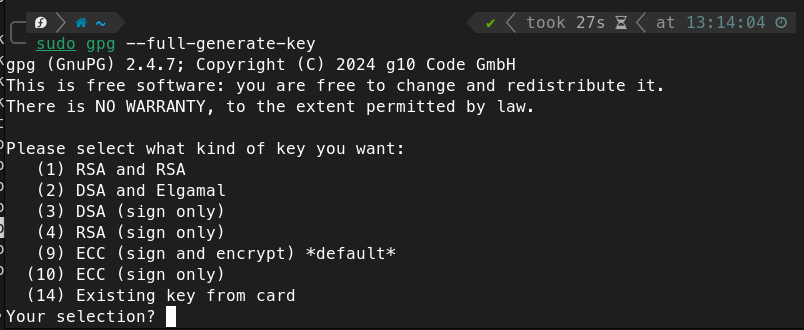 ~ ✔ took 27s at 13:14:04
sudo gpg --full-generate-key
gpg (GnuPG) 2.4.7; Copyright (C) 2024 g10 Code GmbH
This is free software: you are free to change and redistribute it.
There is NO WARRANTY, to the extent permitted by law.
Please select what kind of key you want:
(1) RSA and RSA
(2) DSA and Elgamal
(3) DSA (sign only)
(4) RSA (sign only)
(9) ECC (sign and encrypt) *default*
(10) ECC (sign only)
(14) Existing key from card
Your selection?